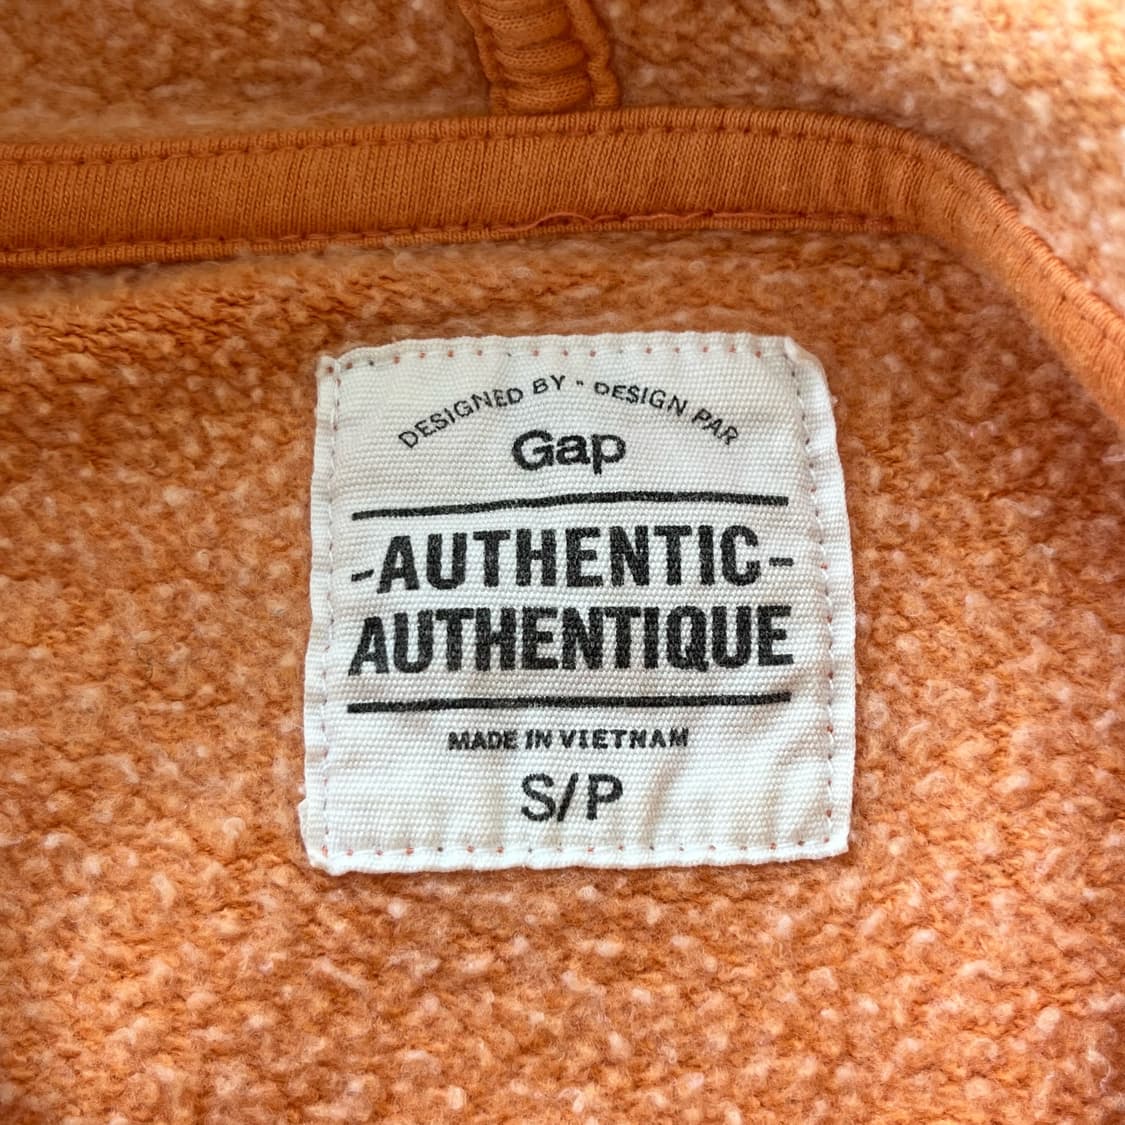 DESIGNED BY • DESIGN PAR
Gap
-AUTHENTIC-
AUTHENTIQUE
MADE IN VIETNAM
S/P